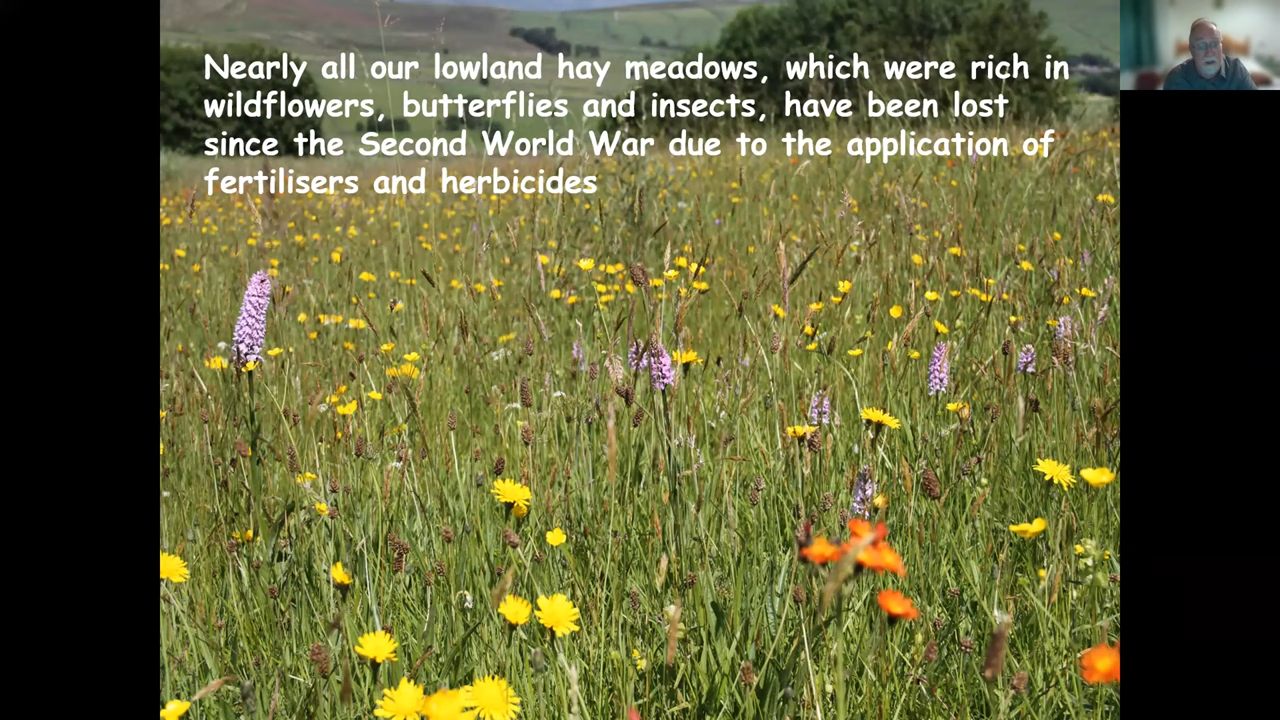 Nearly all our lowland hay meadows, which were rich in
wildflowers, butterflies and insects, have been lost
since the Second World War due to the application of
fertilisers and herbicides